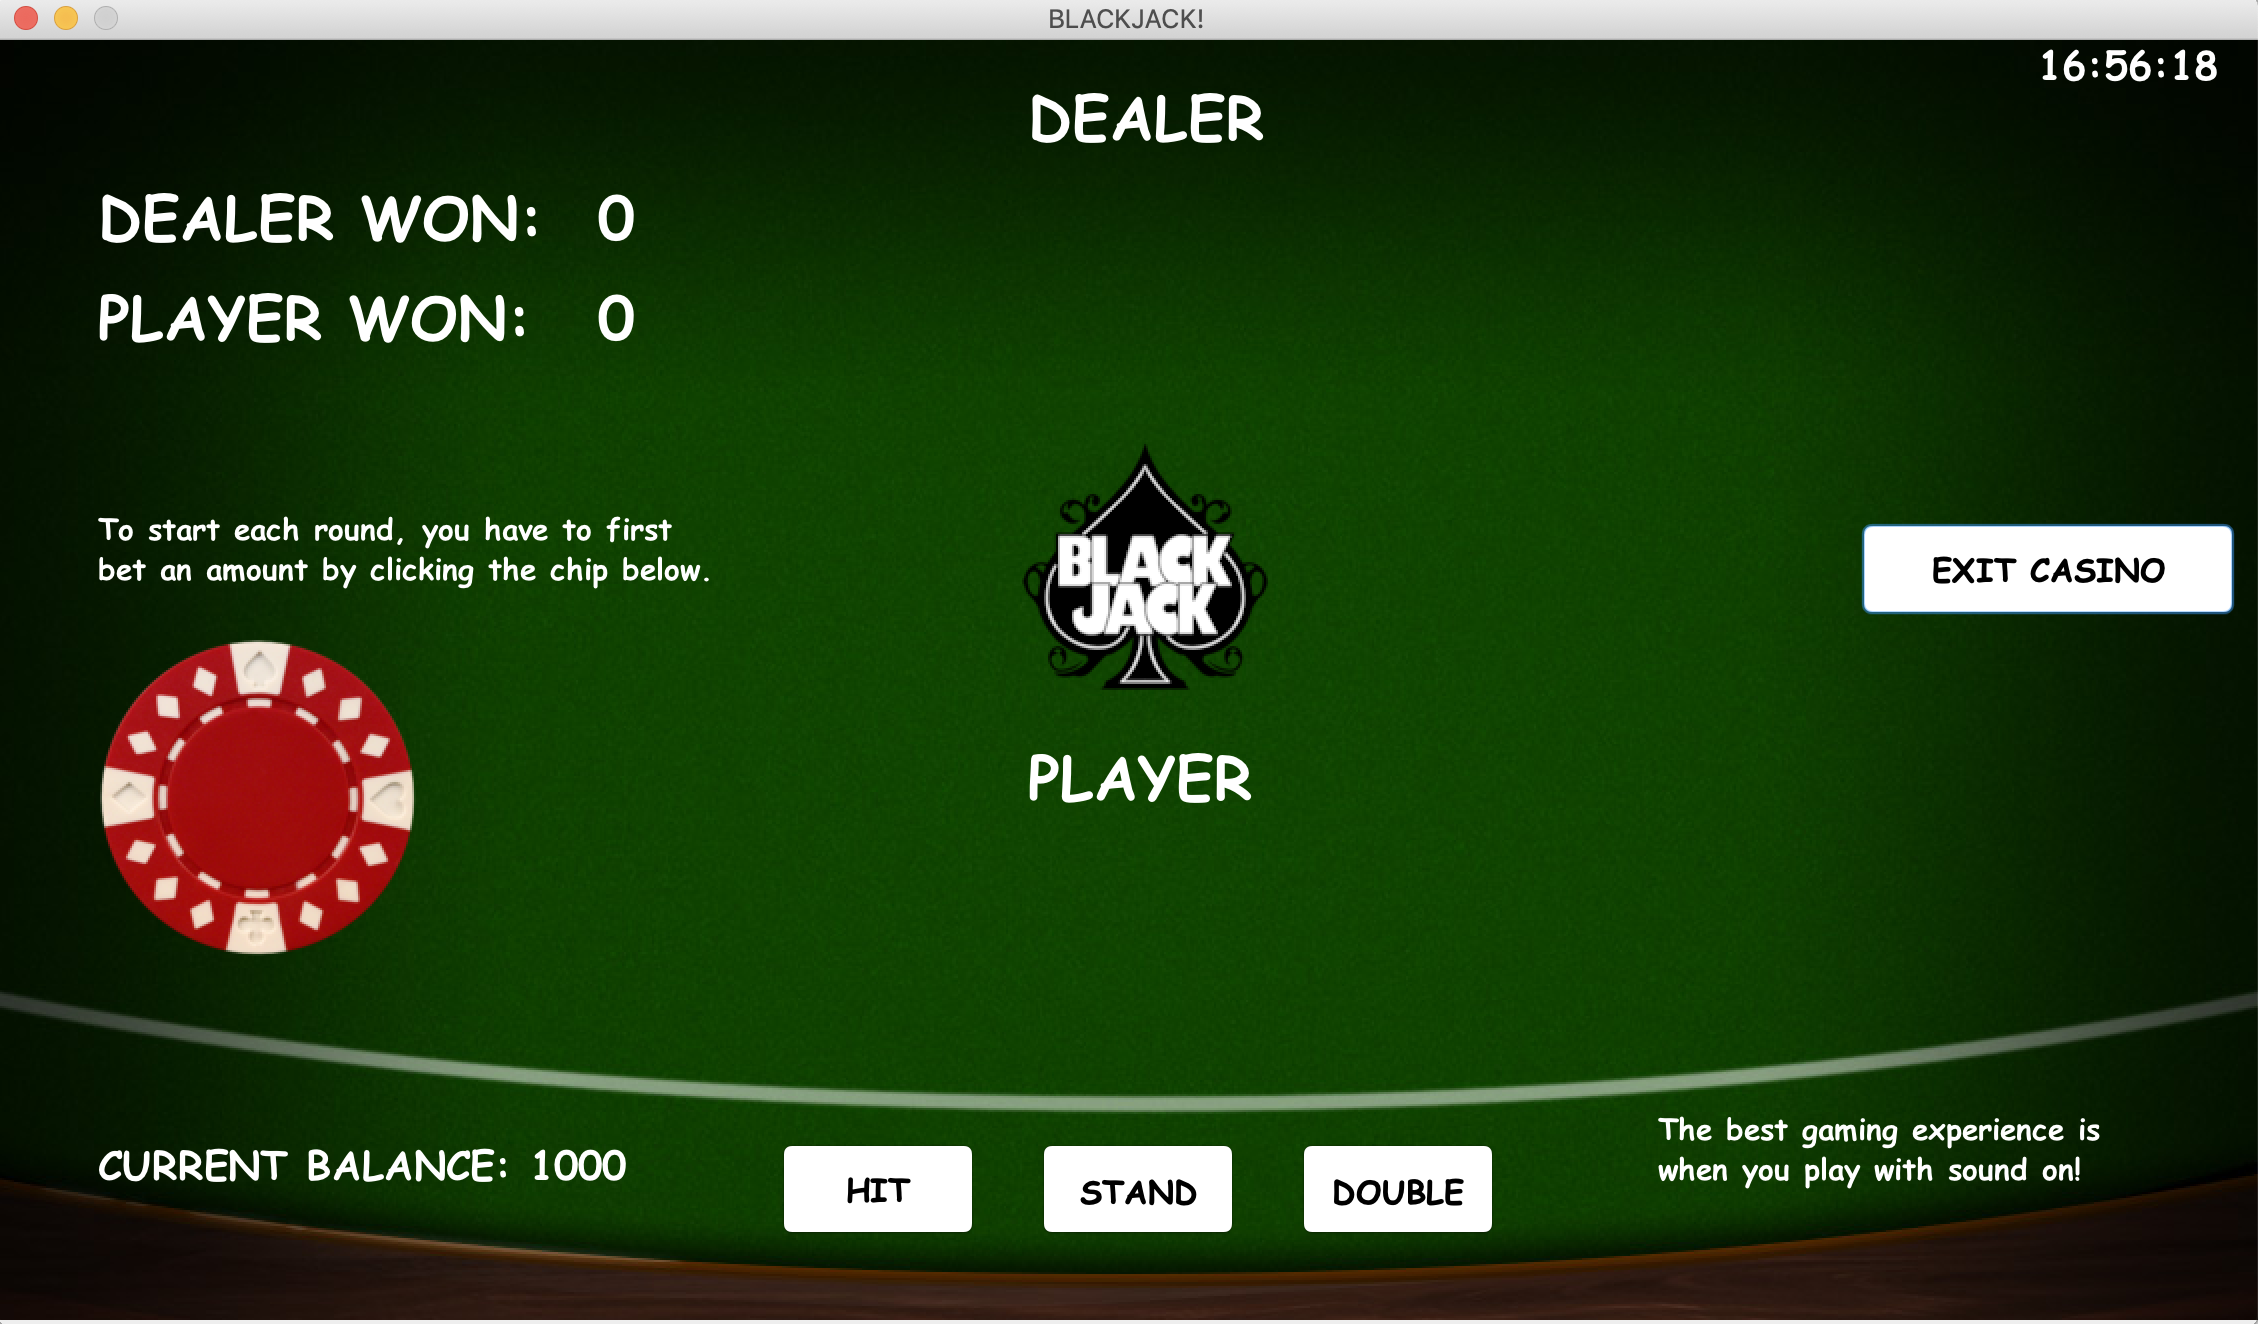 BLACKJACK!
16:56:18
DEALER
DEALER WON: 0
PLAYER WON: 0
To start each round, you have to first
bet an amount by clicking the chip below.
BLACK
JACK
EXIT CASINO
PLAYER
CURRENT BALANCE: 1000
HIT
STAND
DOUBLE
The best gaming experience is
when you play with sound on!